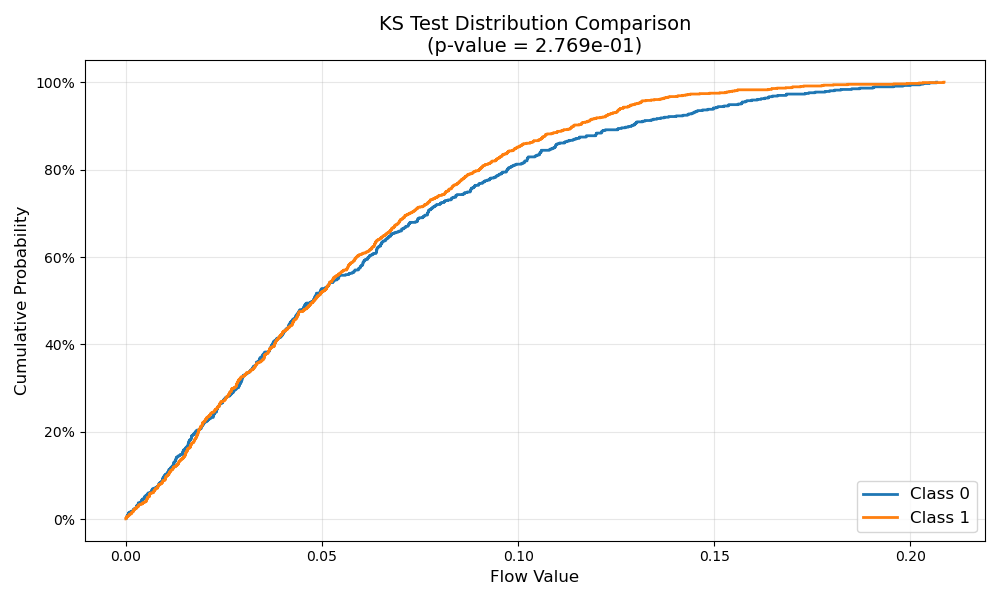 KS Test Distribution Comparison
(p-value = 2.769e-01)
Cumulative Probability
100%
80%
60%
40%
20%
0%
0.00
0.05
0.10
0.15
0.20
Flow Value
Class 0
Class 1